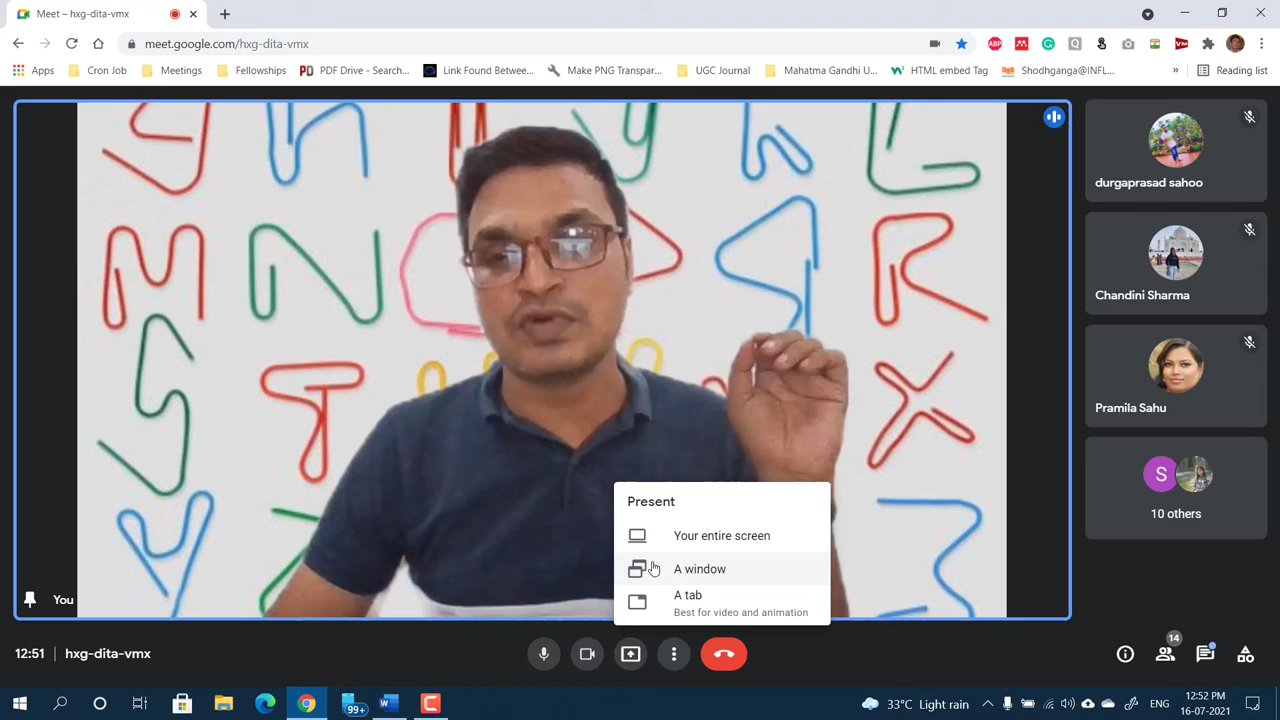 Meet – hxg-dita-vmx
meet.google.com/hxg-dita-vmx
Apps
Cron Job
Meetings
Fellowships
PDF Drive - Search...
Link Found Betwee...
Make PNG Transpar...
UGC Journal
Mahatma Gandhi U...
HTML embed Tag
Shodhganga@INFL...
»
Reading list
durgaprasad sahoo
Chandini Sharma
Pramila Sahu
S
10 others
M N Q R
S T X
Present
Your entire screen
A window
A tab
Best for video and animation
You
12:51 | hxg-dita-vmx
14
99+
33°C Light rain
ENG
12:52 PM
16-07-2021